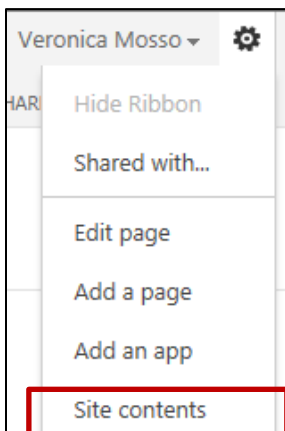 Veronica Mosso
HAR
Hide Ribbon
Shared with...
Edit page
Add a page
Add an app
Site contents